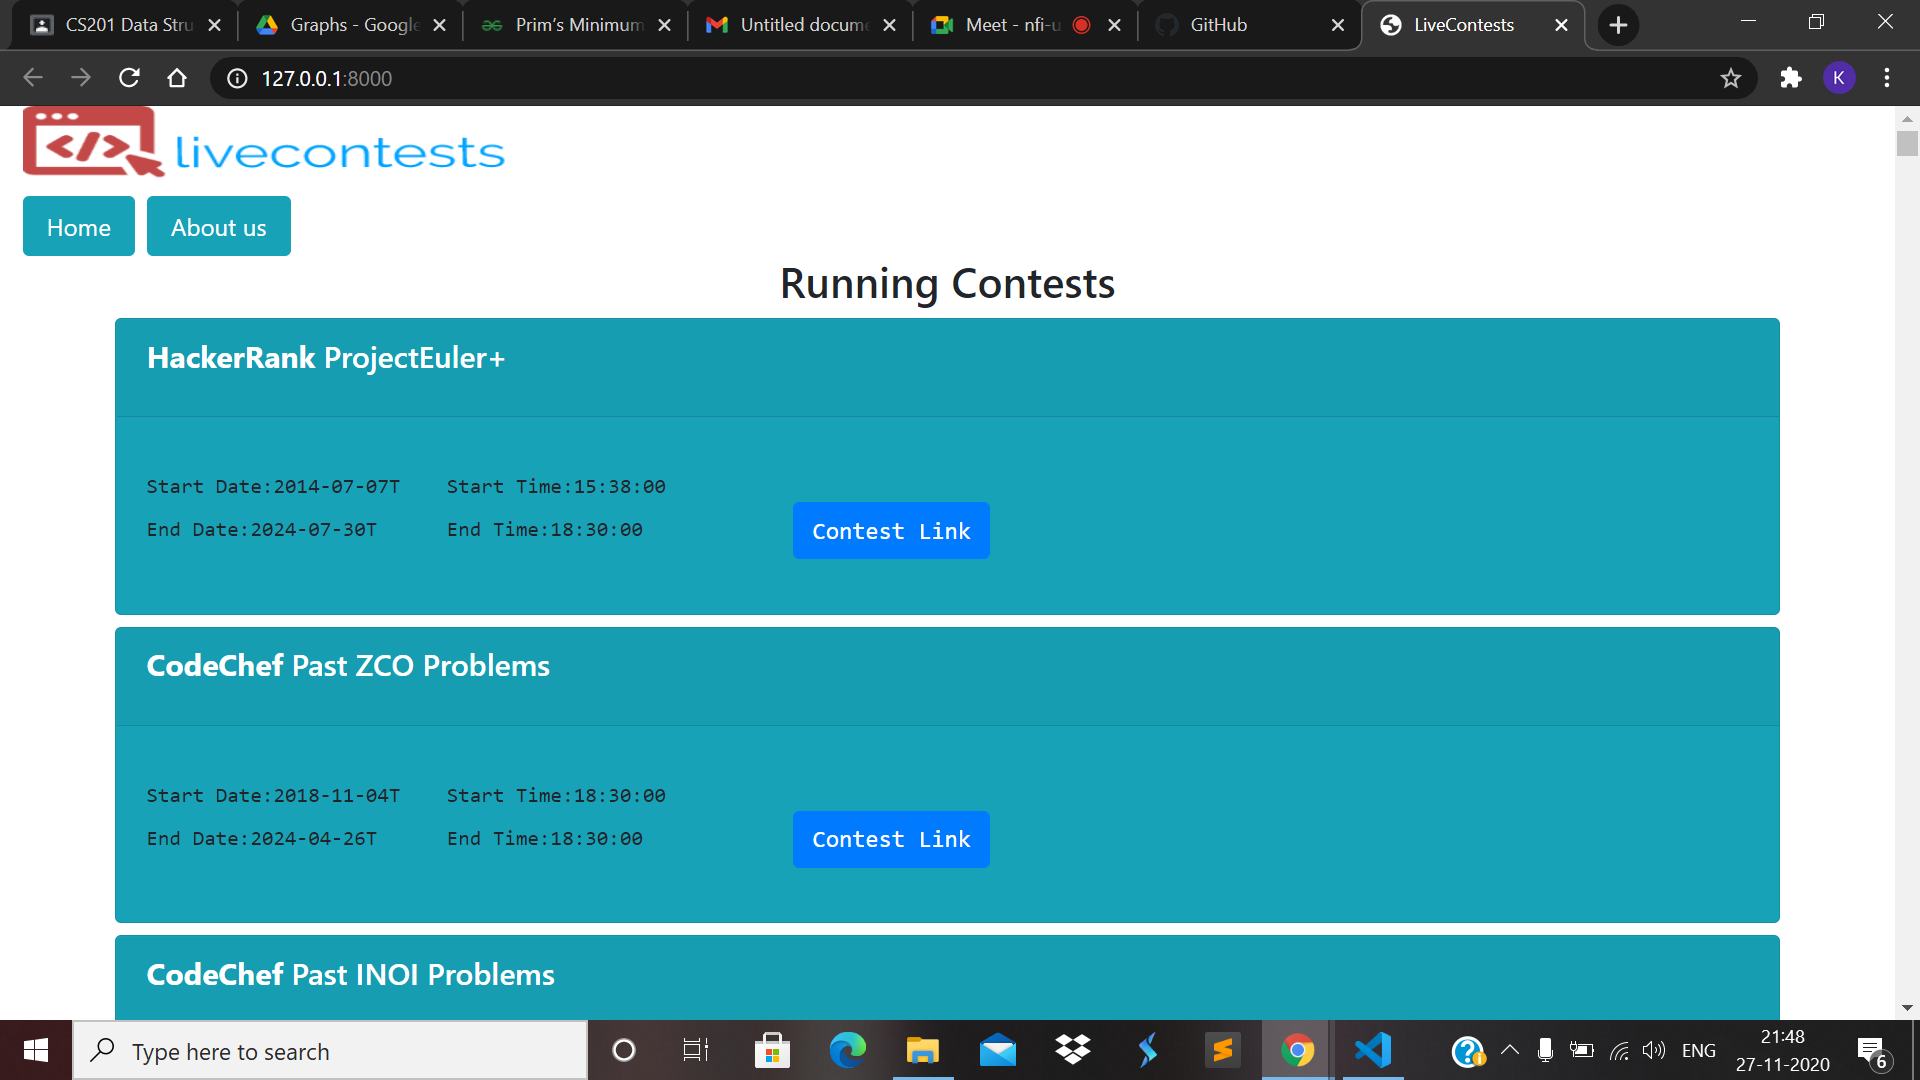 CS201 Data Stru
Graphs - Google
Prim's Minimum
Untitled docume
Meet - nfi-u
GitHub
LiveContests
127.0.0.1:8000
K
</> livecontests
Home
About us
Running Contests
HackerRank ProjectEuler+
Start Date:2014-07-07T Start Time:15:38:00
End Date:2024-07-30T End Time:18:30:00
Contest Link
CodeChef Past ZCO Problems
Start Date:2018-11-04T Start Time:18:30:00
End Date:2024-04-26T End Time:18:30:00
Contest Link
CodeChef Past INOI Problems
Type here to search
ENG
21:48
27-11-2020
6